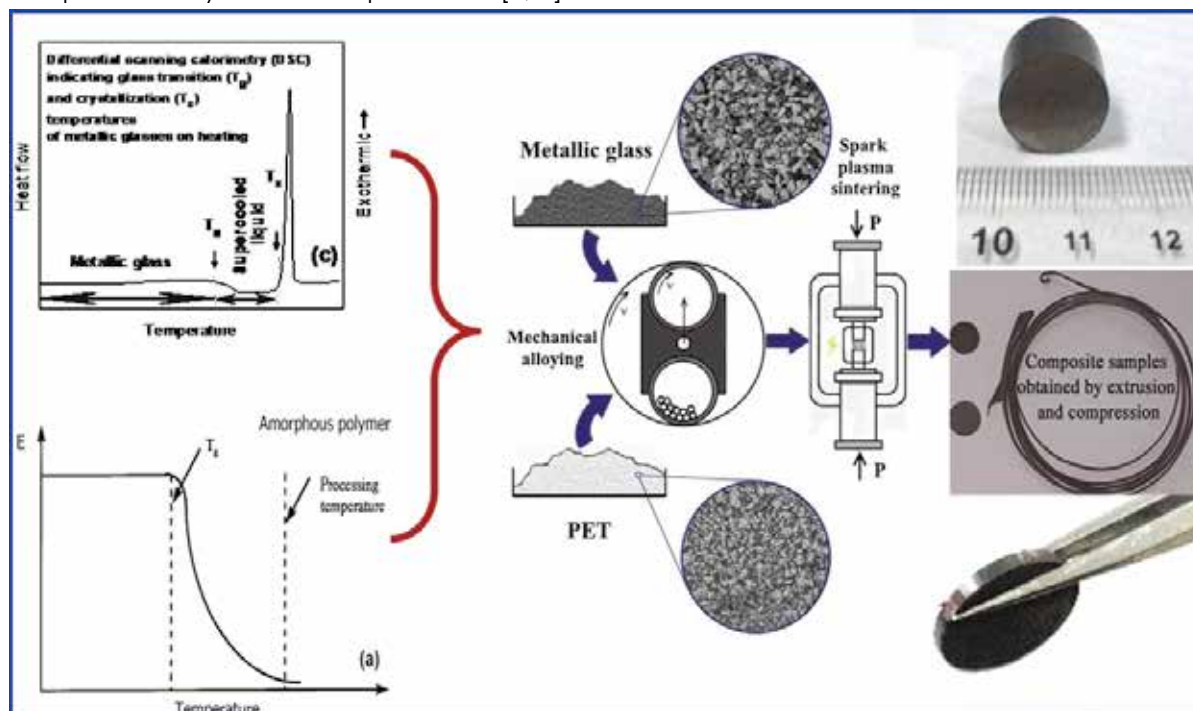 Differential scanning calorimetry (DSC)
indicating glass transition (Tg)
and crystallization (Tx)
temperatures
of metallic glasses on heating
Heat flow
Exothermic
Tg
supercooled
liquid
Tx
(c)
Metallic glass
Temperature
E
Amorphous polymer
Tg
Processing
temperature
(a)
Temperature
Metallic glass
Mechanical
alloying
v
v
PET
Spark
plasma
sintering
P
P
10 11 12
Composite samples
obtained by extrusion
and compression